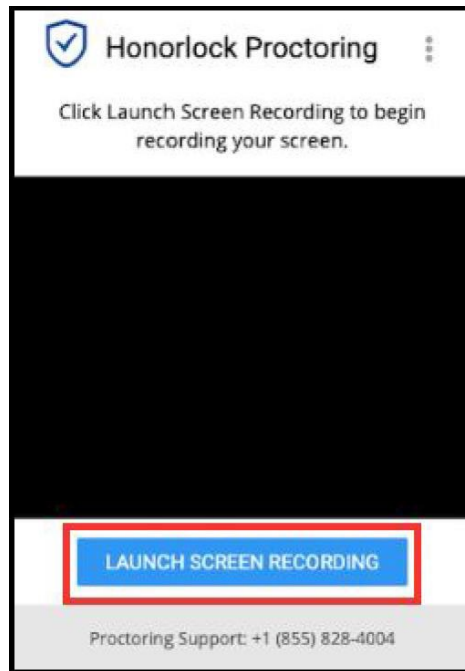 Honorlock Proctoring
Click Launch Screen Recording to begin
recording your screen.
LAUNCH SCREEN RECORDING
Proctoring Support: +1 (855) 828-4004